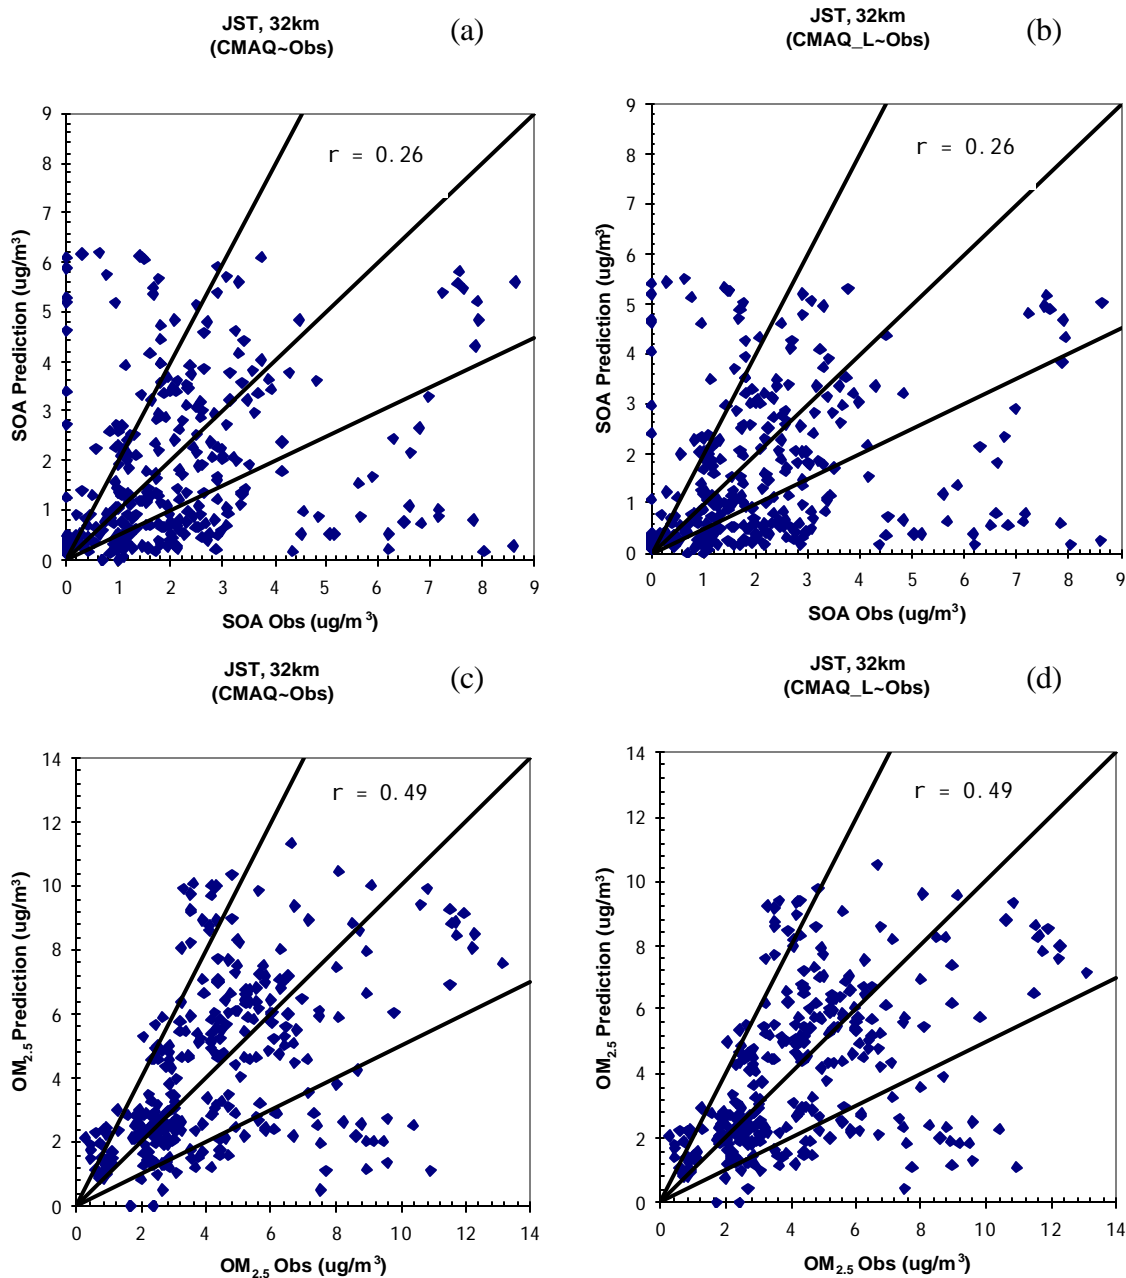 JST, 32km
(CMAQ~Obs)
(a)
9
8
7
6
5
4
3
2
1
0
SOA Prediction (ug/m³)
r = 0.26
0 1 2 3 4 5 6 7 8 9
SOA Obs (ug/m³)
JST, 32km
(CMAQ_L~Obs)
(b)
9
8
7
6
5
4
3
2
1
0
SOA Prediction (ug/m³)
r = 0.26
0 1 2 3 4 5 6 7 8 9
SOA Obs (ug/m³)
JST, 32km
(CMAQ~Obs)
(c)
14
12
10
8
6
4
2
0
OM₂.₅ Prediction (ug/m³)
r = 0.49
2 4 6 8 10 12 14
OM₂.₅ Obs (ug/m³)
JST, 32km
(CMAQ_L~Obs)
(d)
14
12
10
8
6
4
2
0
OM₂.₅ Prediction (ug/m³)
r = 0.49
2 4 6 8 10 12 14
OM₂.₅ Obs (ug/m³)